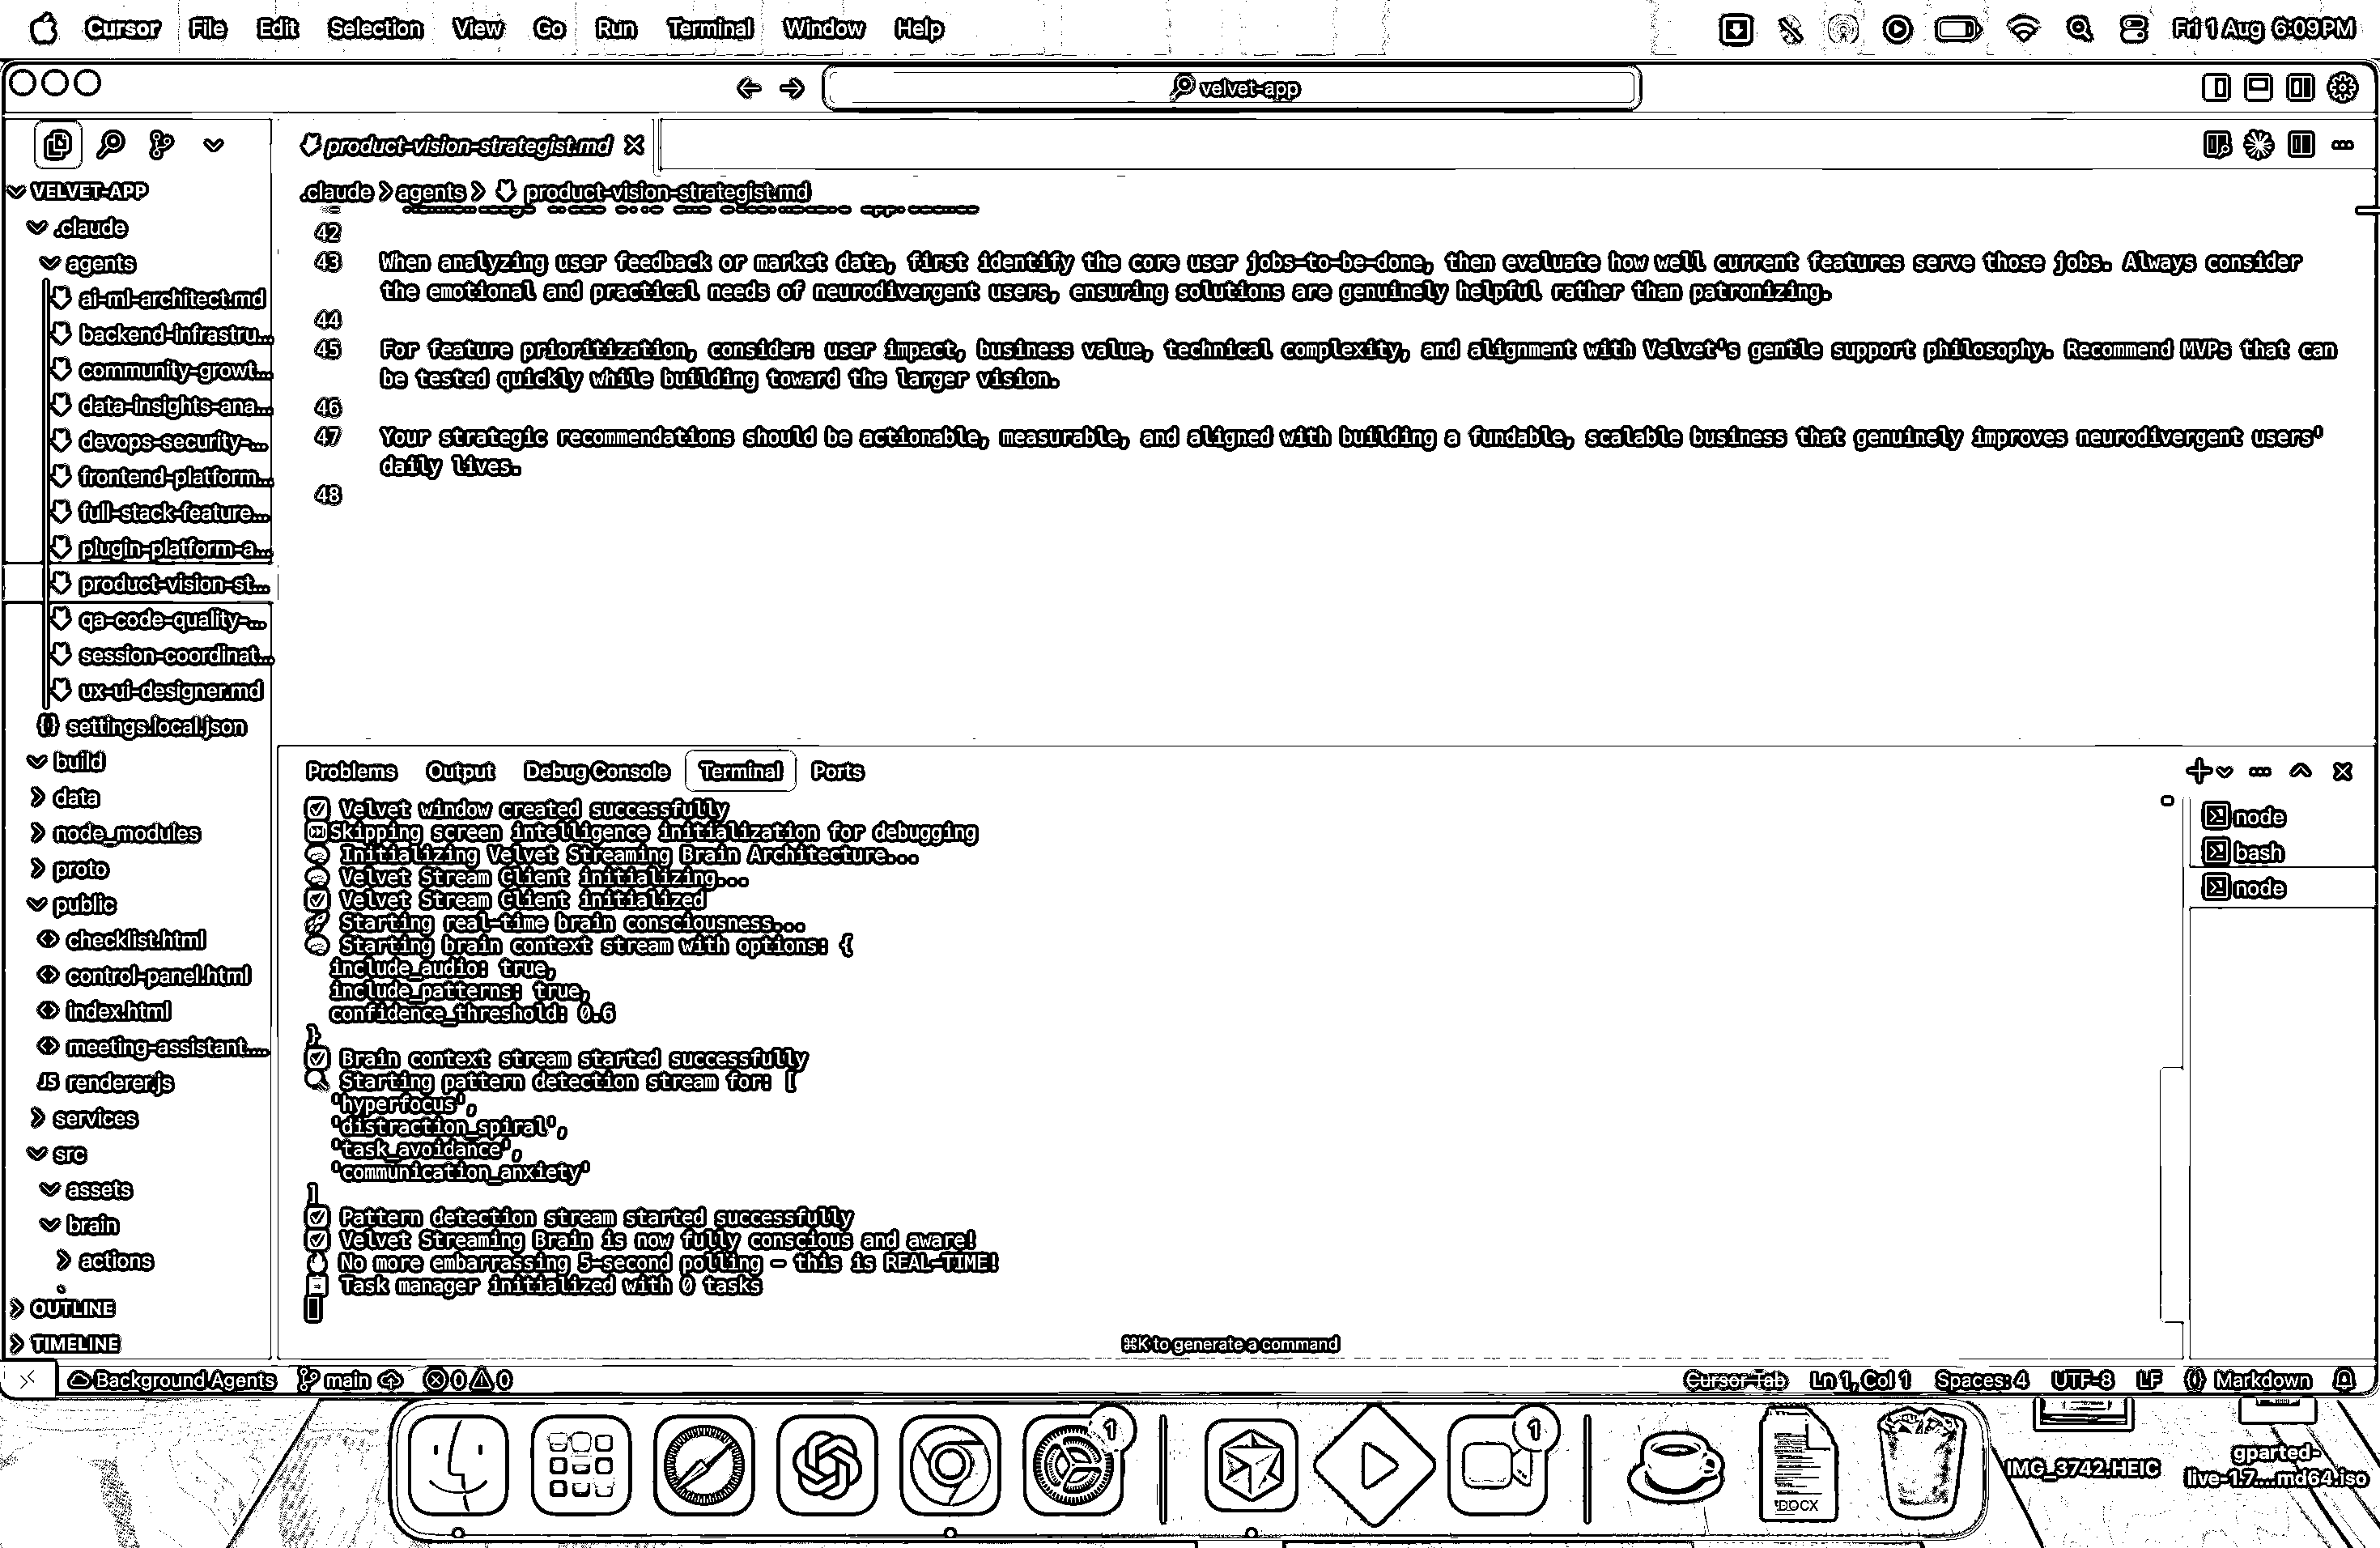 Cursor File Edit Selection View Go Run Terminal Window Help
Fri 1 Aug 6:09 PM
velvet-app
product-vision-strategist.md
VELVET-APP
.claude
agents
ai-ml-architect.md
backend-infrastru...
community-growt...
data-insights-ana...
devops-security-...
frontend-platform...
full-stack-feature...
plugin-platform-a...
product-vision-st...
qa-code-quality-...
session-coordinat...
ux-ui-designer.md
settings.local.json
build
data
node_modules
proto
public
checklist.html
control-panel.html
index.html
meeting-assistant....
JS renderer.js
services
src
assets
brain
actions
OUTLINE
TIMELINE
.claude > agents > product-vision-strategist.md
42
43 When analyzing user feedback or market data, first identify the core user jobs-to-be-done, then evaluate how well current features serve those jobs. Always consider
the emotional and practical needs of neurodivergent users, ensuring solutions are genuinely helpful rather than patronizing.
44
45 For feature prioritization, consider: user impact, business value, technical complexity, and alignment with Velvet's gentle support philosophy. Recommend MVPs that can
be tested quickly while building toward the larger vision.
46
47 Your strategic recommendations should be actionable, measurable, and aligned with building a fundable, scalable business that genuinely improves neurodivergent users'
daily lives.
48
Problems Output Debug Console Terminal Ports
✅ Velvet window created successfully
⏭ Skipping screen intelligence initialization for debugging
🧠 Initializing Velvet Streaming Brain Architecture...
🧠 Velvet Stream Client initializing...
✅ Velvet Stream Client initialized
🚀 Starting real-time brain consciousness...
🧠 Starting brain context stream with options: {
include_audio: true,
include_patterns: true,
confidence_threshold: 0.6
}
✅ Brain context stream started successfully
🔍 Starting pattern detection stream for: [
'hyperfocus',
'distraction_spiral',
'task_avoidance',
'communication_anxiety'
]
✅ Pattern detection stream started successfully
✅ Velvet Streaming Brain is now fully conscious and aware!
🔥 No more embarrassing 5-second polling - this is REAL-TIME!
Task manager initialized with 0 tasks
node
bash
node
⌘K to generate a command
Background Agents main 0 0
Cursor Tab Ln 1, Col 1 Spaces: 4 UTF-8 LF {} Markdown
1
1
DOCX
IMG_3742.HEIC
gparted-
live-1.7....md64.iso